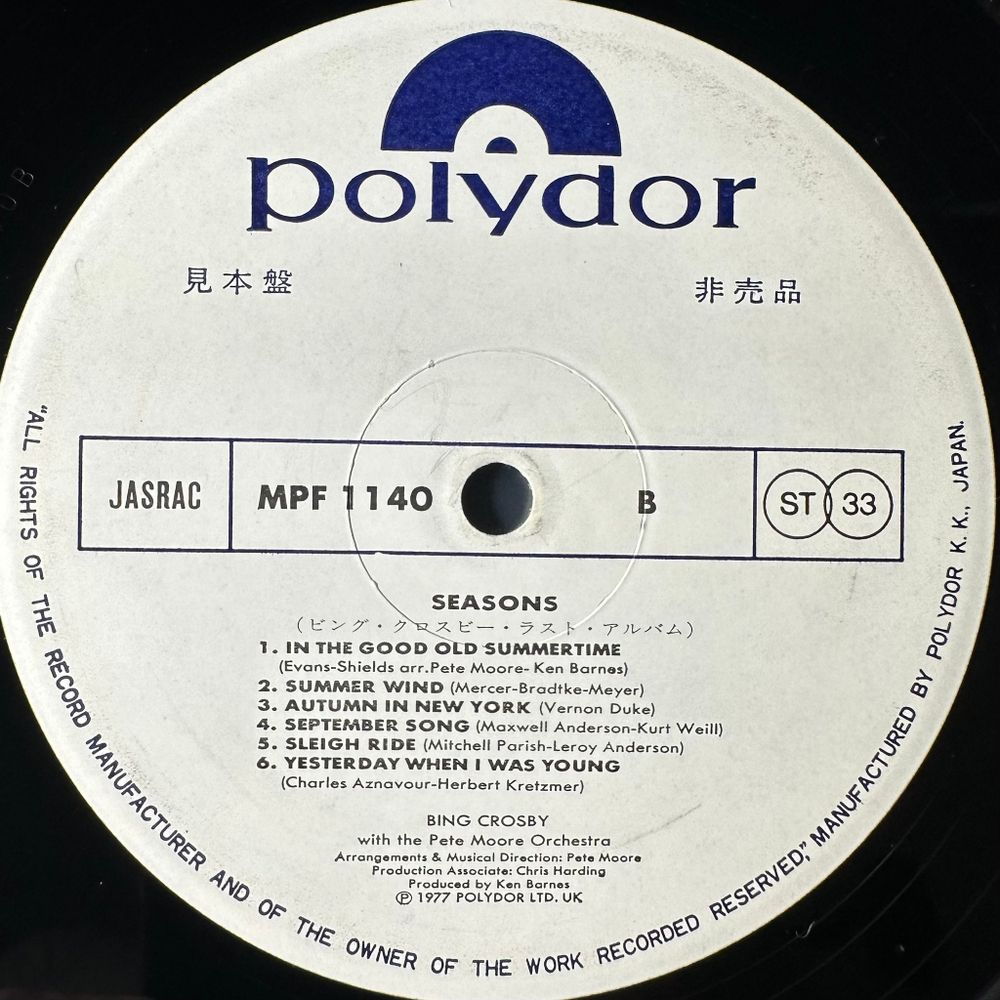 polydor
見本盤 非売品
JASRAC MPF 1140 B ST 33
SEASONS
(ビング・クロスビー・ラスト・アルバム)
1. IN THE GOOD OLD SUMMERTIME
(Evans-Shields arr.Pete Moore- Ken Barnes)
2. SUMMER WIND (Mercer-Bradtke-Meyer)
3. AUTUMN IN NEW YORK (Vernon Duke)
4. SEPTEMBER SONG (Maxwell Anderson-Kurt Weill)
5. SLEIGH RIDE (Mitchell Parish-Leroy Anderson)
6. YESTERDAY WHEN I WAS YOUNG
(Charles Aznavour-Herbert Kretzmer)
BING CROSBY
with the Pete Moore Orchestra
Arrangements & Musical Direction: Pete Moore
Production Associate: Chris Harding
Produced by Ken Barnes
Ⓟ 1977 POLYDOR LTD. UK
"ALL RIGHTS OF THE RECORD MANUFACTURER AND OF THE OWNER OF THE WORK RECORDED RESERVED," MANUFACTURED BY POLYDOR K. K., JAPAN.